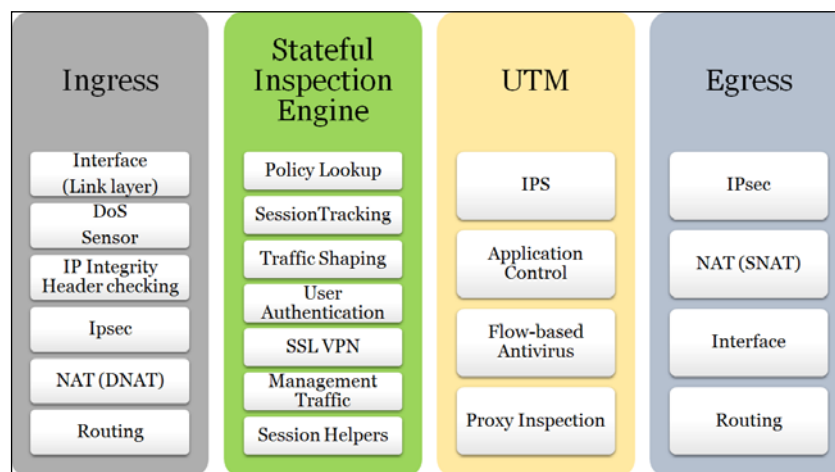 Ingress
Interface
(Link layer)
DoS
Sensor
IP Integrity
Header checking
Ipsec
NAT (DNAT)
Routing
Stateful
Inspection
Engine
Policy Lookup
SessionTracking
Traffic Shaping
User
Authentication
SSL VPN
Management
Traffic
Session Helpers
UTM
IPS
Application
Control
Flow-based
Antivirus
Proxy Inspection
Egress
IPsec
NAT (SNAT)
Interface
Routing